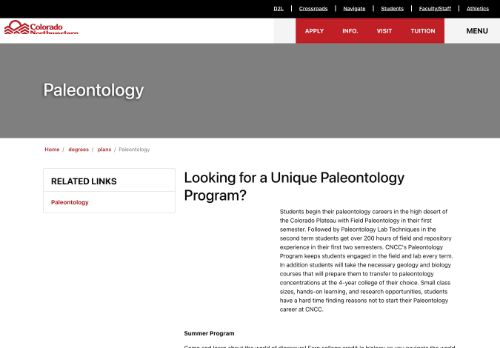 D2L | Crossroads | Navigate | Students | Faculty/Staff | Athletics
Colorado
Northwestern
APPLY INFO. VISIT TUITION MENU
Paleontology
Home / degrees / plans / Paleontology
RELATED LINKS
Paleontology
Looking for a Unique Paleontology
Program?
Students begin their paleontology careers in the high desert of
the Colorado Plateau with Field Paleontology in their first
semester. Followed by Paleontology Lab Techniques in the
second term students get over 200 hours of field and repository
experience in their first two semesters. CNCC's Paleontology
Program keeps students engaged in the field and lab every term.
In addition students will take the necessary geology and biology
courses that will prepare them to transfer to paleontology
concentrations at the 4-year college of their choice. Small class
sizes, hands-on learning, and research opportunities, students
have a hard time finding reasons not to start their Paleontology
career at CNCC.
Summer Program